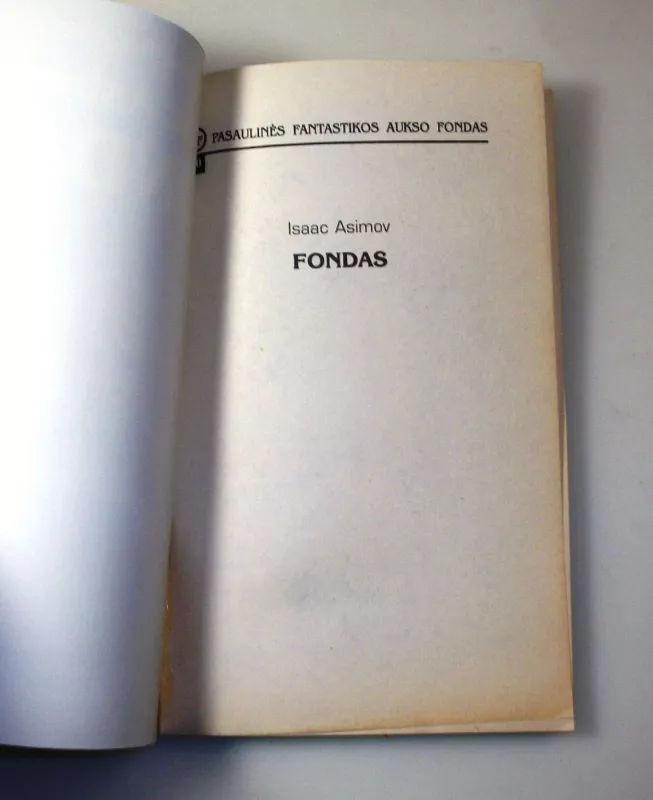 PASAULINĖS FANTASTIKOS AUKSO FONDAS
Isaac Asimov
FONDAS